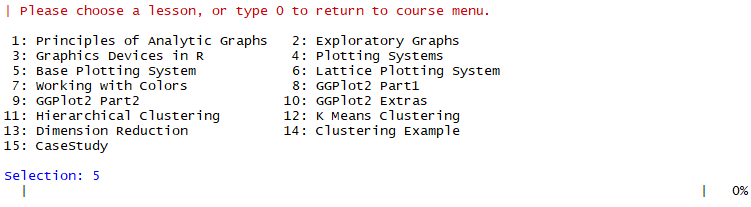 | Please choose a lesson, or type 0 to return to course menu.
1: Principles of Analytic Graphs   2: Exploratory Graphs
3: Graphics Devices in R   4: Plotting Systems
5: Base Plotting System   6: Lattice Plotting System
7: Working with Colors   8: GGPlot2 Part1
9: GGPlot2 Part2   10: GGPlot2 Extras
11: Hierarchical Clustering   12: K Means Clustering
13: Dimension Reduction   14: Clustering Example
15: CaseStudy
Selection: 5
| | 0%